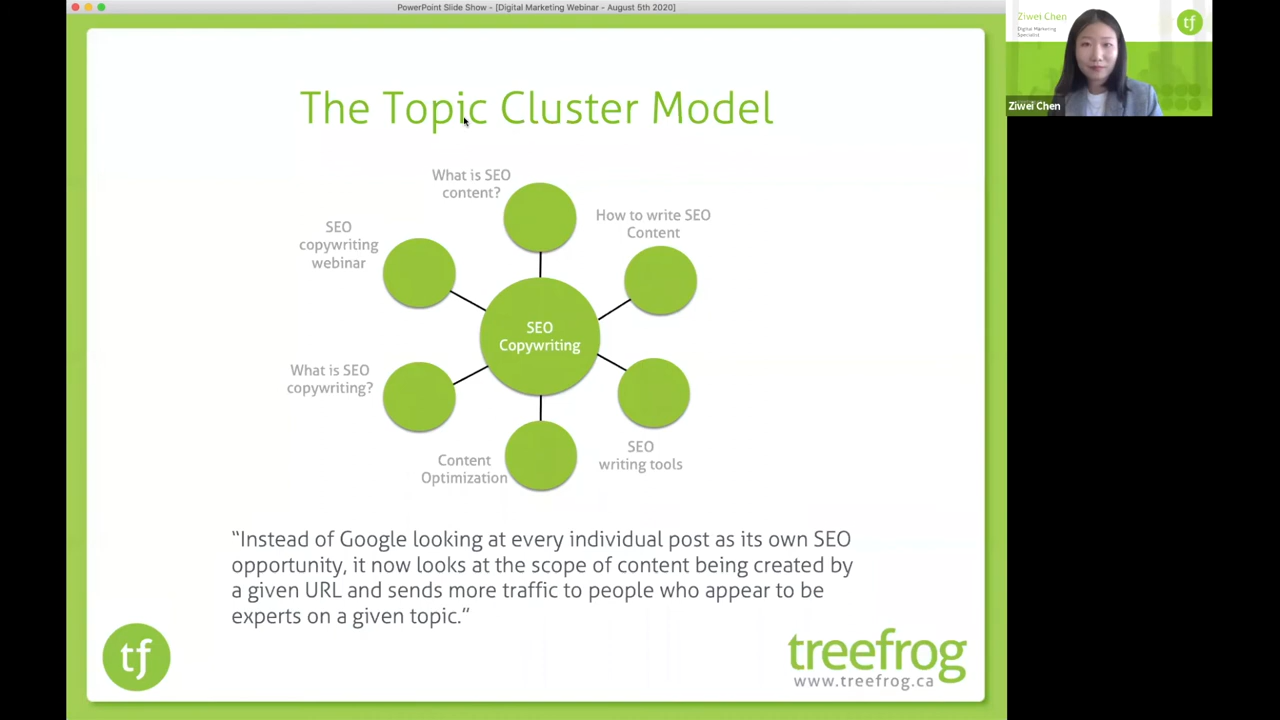 PowerPoint Slide Show - [Digital Marketing Webinar - August 5th 2020]
The Topic Cluster Model
What is SEO
content?
How to write SEO
Content
SEO
copywriting
webinar
SEO
Copywriting
What is SEO
copywriting?
SEO
writing tools
Content
Optimization
“Instead of Google looking at every individual post as its own SEO
opportunity, it now looks at the scope of content being created by
a given URL and sends more traffic to people who appear to be
experts on a given topic.“
tf
treefrog
www.treefrog.ca
Ziwei Chen
Digital Marketing
Specialist
tf
Ziwei Chen